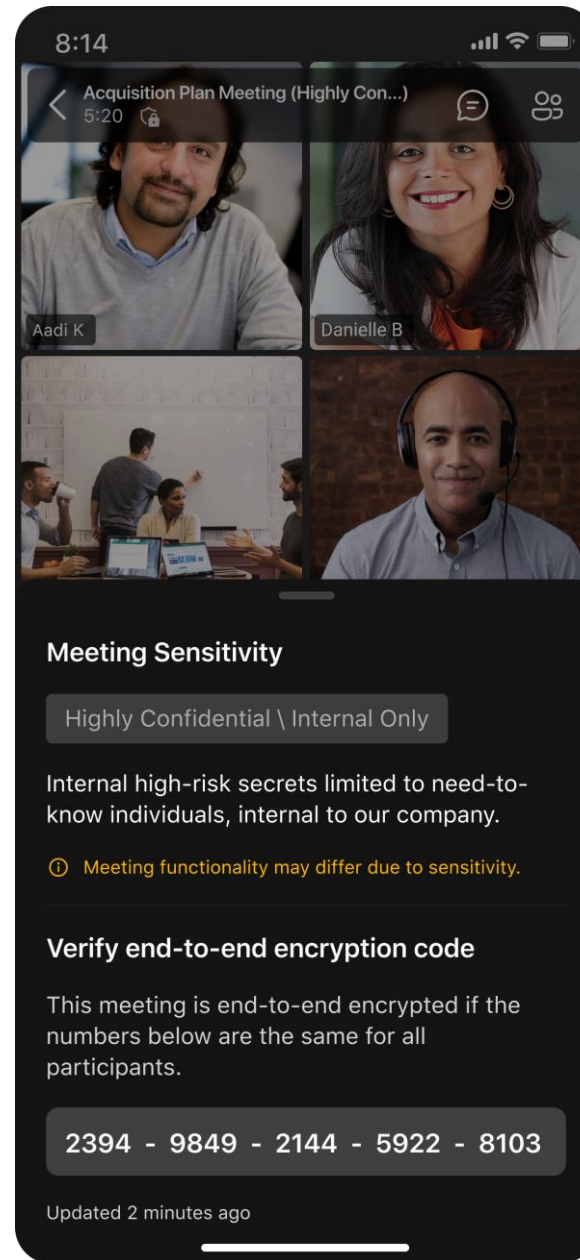 8:14
Acquisition Plan Meeting (Highly Con...)
5:20
Aadi K
Danielle B
Meeting Sensitivity
Highly Confidential \ Internal Only
Internal high-risk secrets limited to need-to-
know individuals, internal to our company.
Meeting functionality may differ due to sensitivity.
Verify end-to-end encryption code
This meeting is end-to-end encrypted if the
numbers below are the same for all
participants.
2394 - 9849 - 2144 - 5922 - 8103
Updated 2 minutes ago